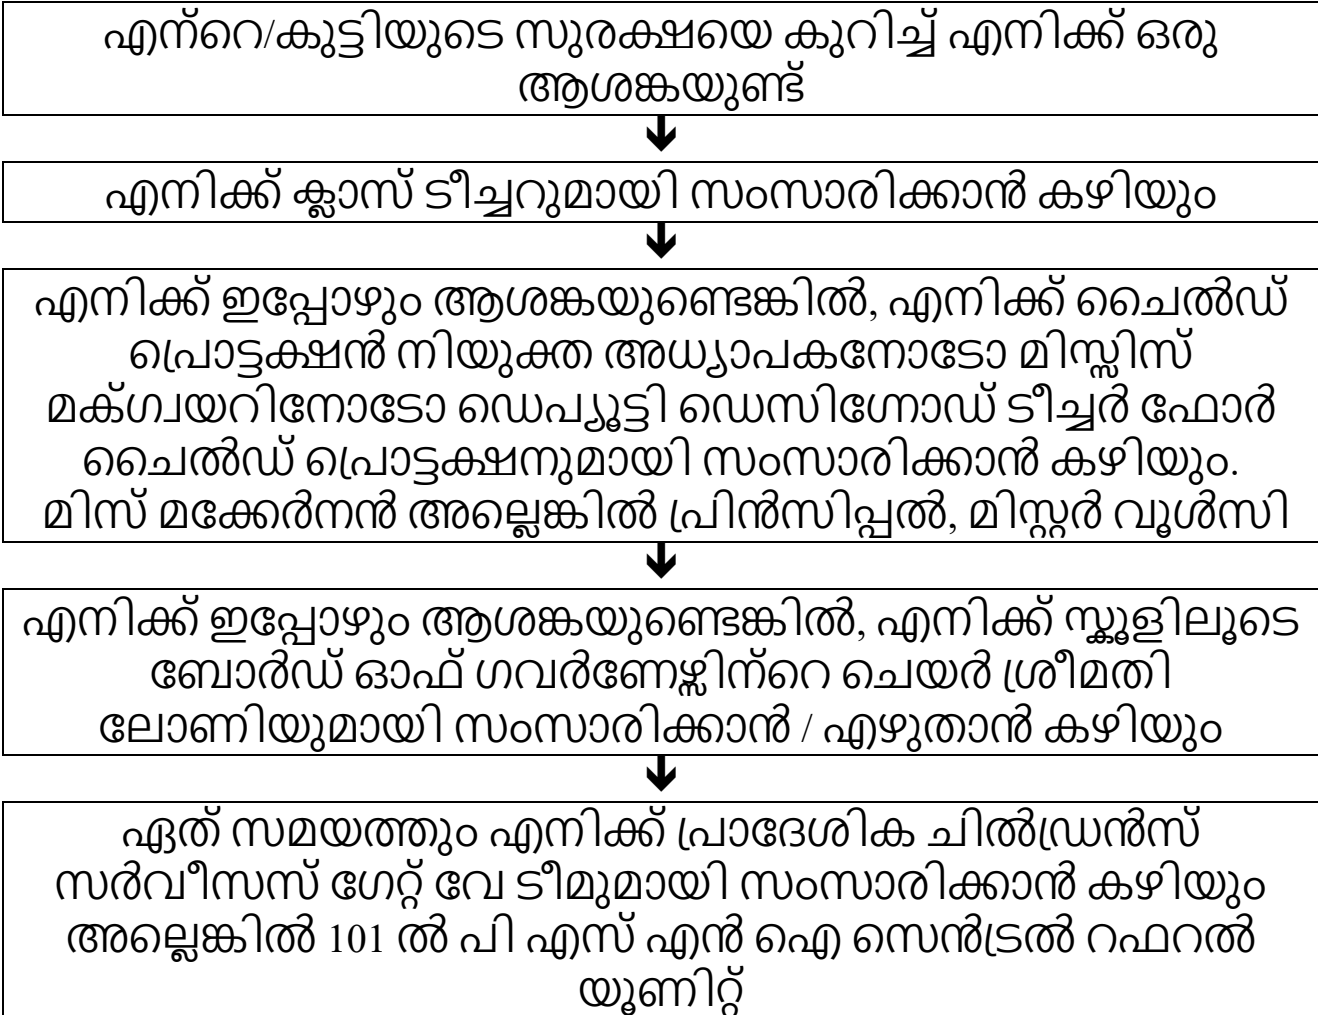 എന്റെ/കുട്ടിയുടെ സുരക്ഷയെ കുറിച്ച് എനിക്ക് ഒരു
ആശങ്കയുണ്ട്
എനിക്ക് ക്ലാസ് ടീച്ചറുമായി സംസാരിക്കാൻ കഴിയും
എനിക്ക് ഇപ്പോഴും ആശങ്കയുണ്ടെങ്കിൽ, എനിക്ക് ചൈൽഡ്
പ്രൊട്ടക്ഷൻ നിയുക്ത അധ്യാപകനോടോ മിസ്സിസ്
മക്ഗ്വയറിനോടോ ഡെപ്യൂട്ടി ഡെസിഗ്നോഡ് ടീച്ചർ ഫോർ
ചൈൽഡ് പ്രൊട്ടക്ഷനുമായി സംസാരിക്കാൻ കഴിയും.
മിസ് മക്കേർനൻ അല്ലെങ്കിൽ പ്രിൻസിപ്പൽ, മിസ്റ്റർ വൂൾസി
എനിക്ക് ഇപ്പോഴും ആശങ്കയുണ്ടെങ്കിൽ, എനിക്ക് സ്കൂളിലൂടെ
ബോർഡ് ഓഫ് ഗവർണേഴ്സിന്റെ ചെയർ ശ്രീമതി
ലോണിയുമായി സംസാരിക്കാൻ / എഴുതാൻ കഴിയും
ഏത് സമയത്തും എനിക്ക് പ്രാദേശിക ചിൽഡ്രൻസ്
സർവീസസ് ഗേറ്റ് വേ ടീമുമായി സംസാരിക്കാൻ കഴിയും
അല്ലെങ്കിൽ 101 ൽ പി എസ് എൻ ഐ സെൻട്രൽ റഫറൽ
യൂണിറ്റ്